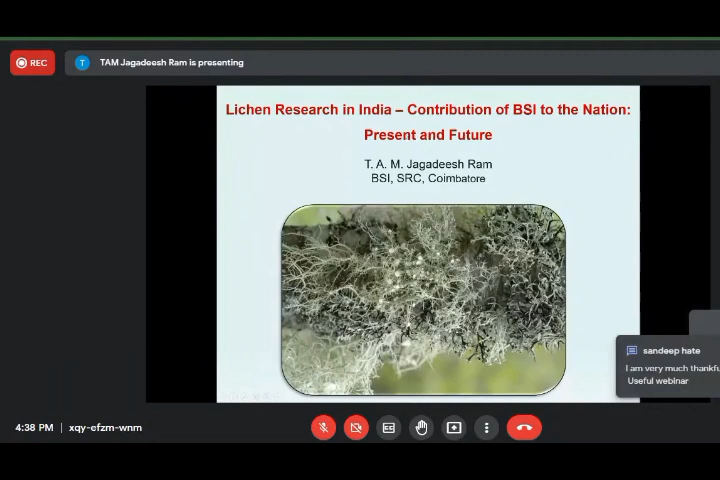 REC
T
TAM Jagadeesh Ram is presenting
Lichen Research in India – Contribution of BSI to the Nation:
Present and Future
T. A. M. Jagadeesh Ram
BSI, SRC, Coimbatore
sandeep hate
I am very much thankfu
Useful webinar
4:38 PM | xqy-efzm-wnm
CC